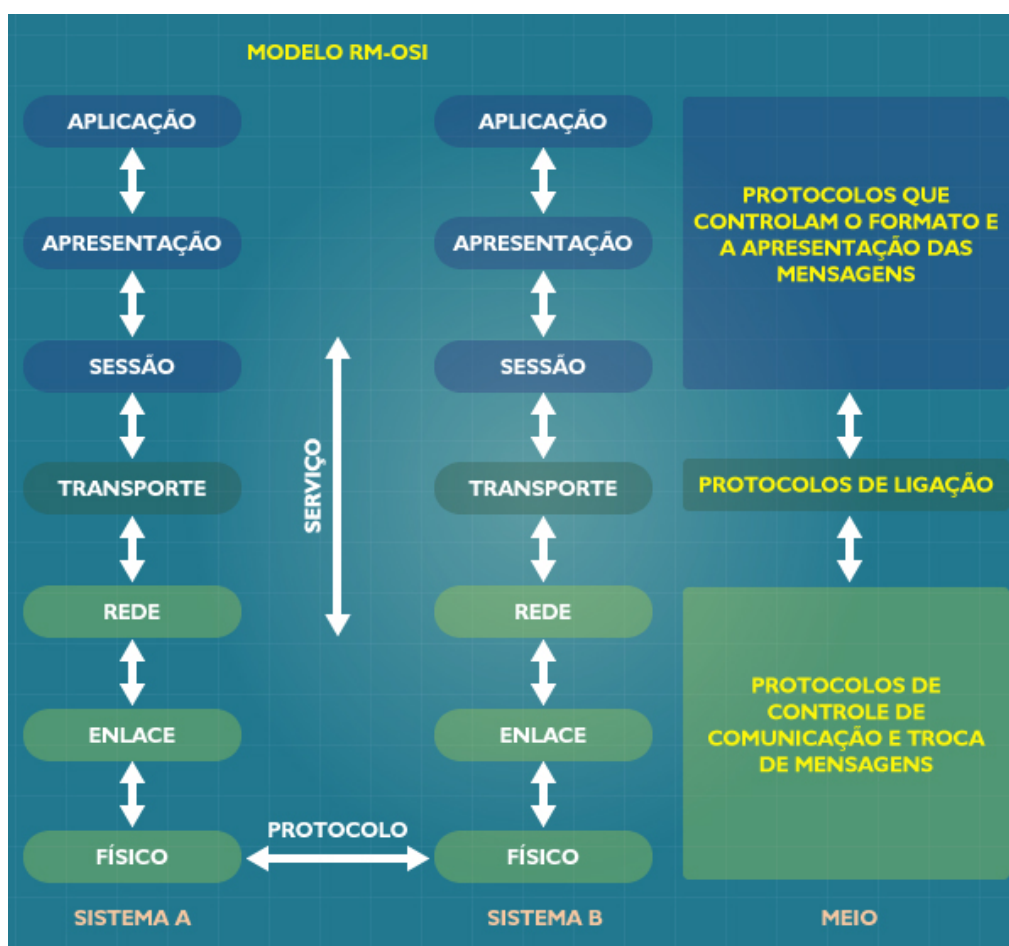 MODELO RM-OSI
APLICAÇÃO
APRESENTAÇÃO
SESSÃO
TRANSPORTE
REDE
ENLACE
FÍSICO
SISTEMA A
SERVIÇO
PROTOCOLO
APLICAÇÃO
APRESENTAÇÃO
SESSÃO
TRANSPORTE
REDE
ENLACE
FÍSICO
SISTEMA B
PROTOCOLOS QUE
CONTROLAM O FORMATO E
A APRESENTAÇÃO DAS
MENSAGENS
PROTOCOLOS DE LIGAÇÃO
PROTOCOLOS DE
CONTROLE DE
COMUNICAÇÃO E TROCA
DE MENSAGENS
MEIO